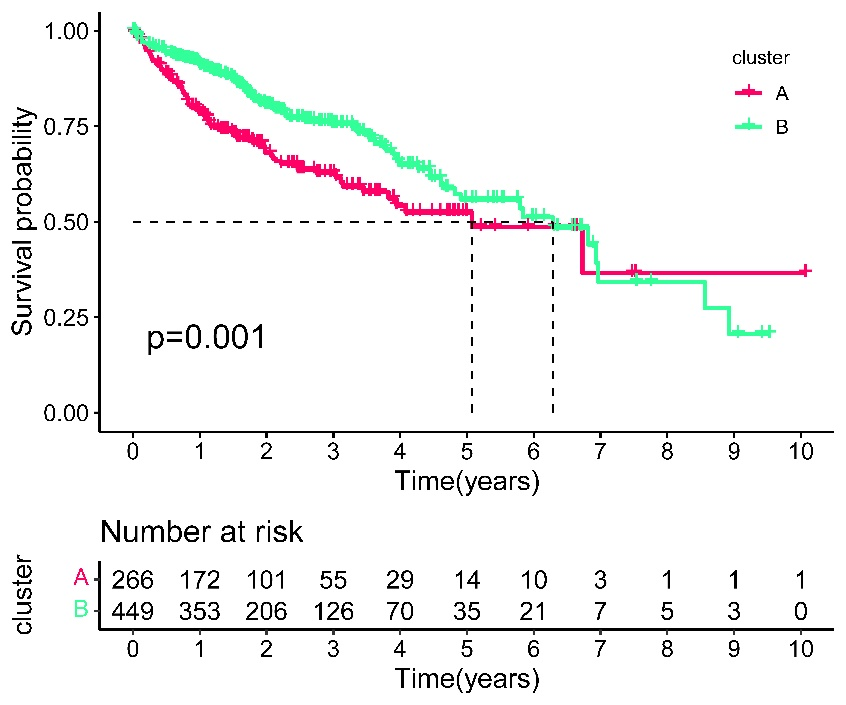 1.00
0.75
0.50
0.25
0.00
Survival probability
cluster
A
B
p=0.001
0 1 2 3 4 5 6 7 8 9 10
Time(years)
Number at risk
cluster
A 266 172 101 55 29 14 10 3 1 1 1
B 449 353 206 126 70 35 21 7 5 3 0
0 1 2 3 4 5 6 7 8 9 10
Time(years)